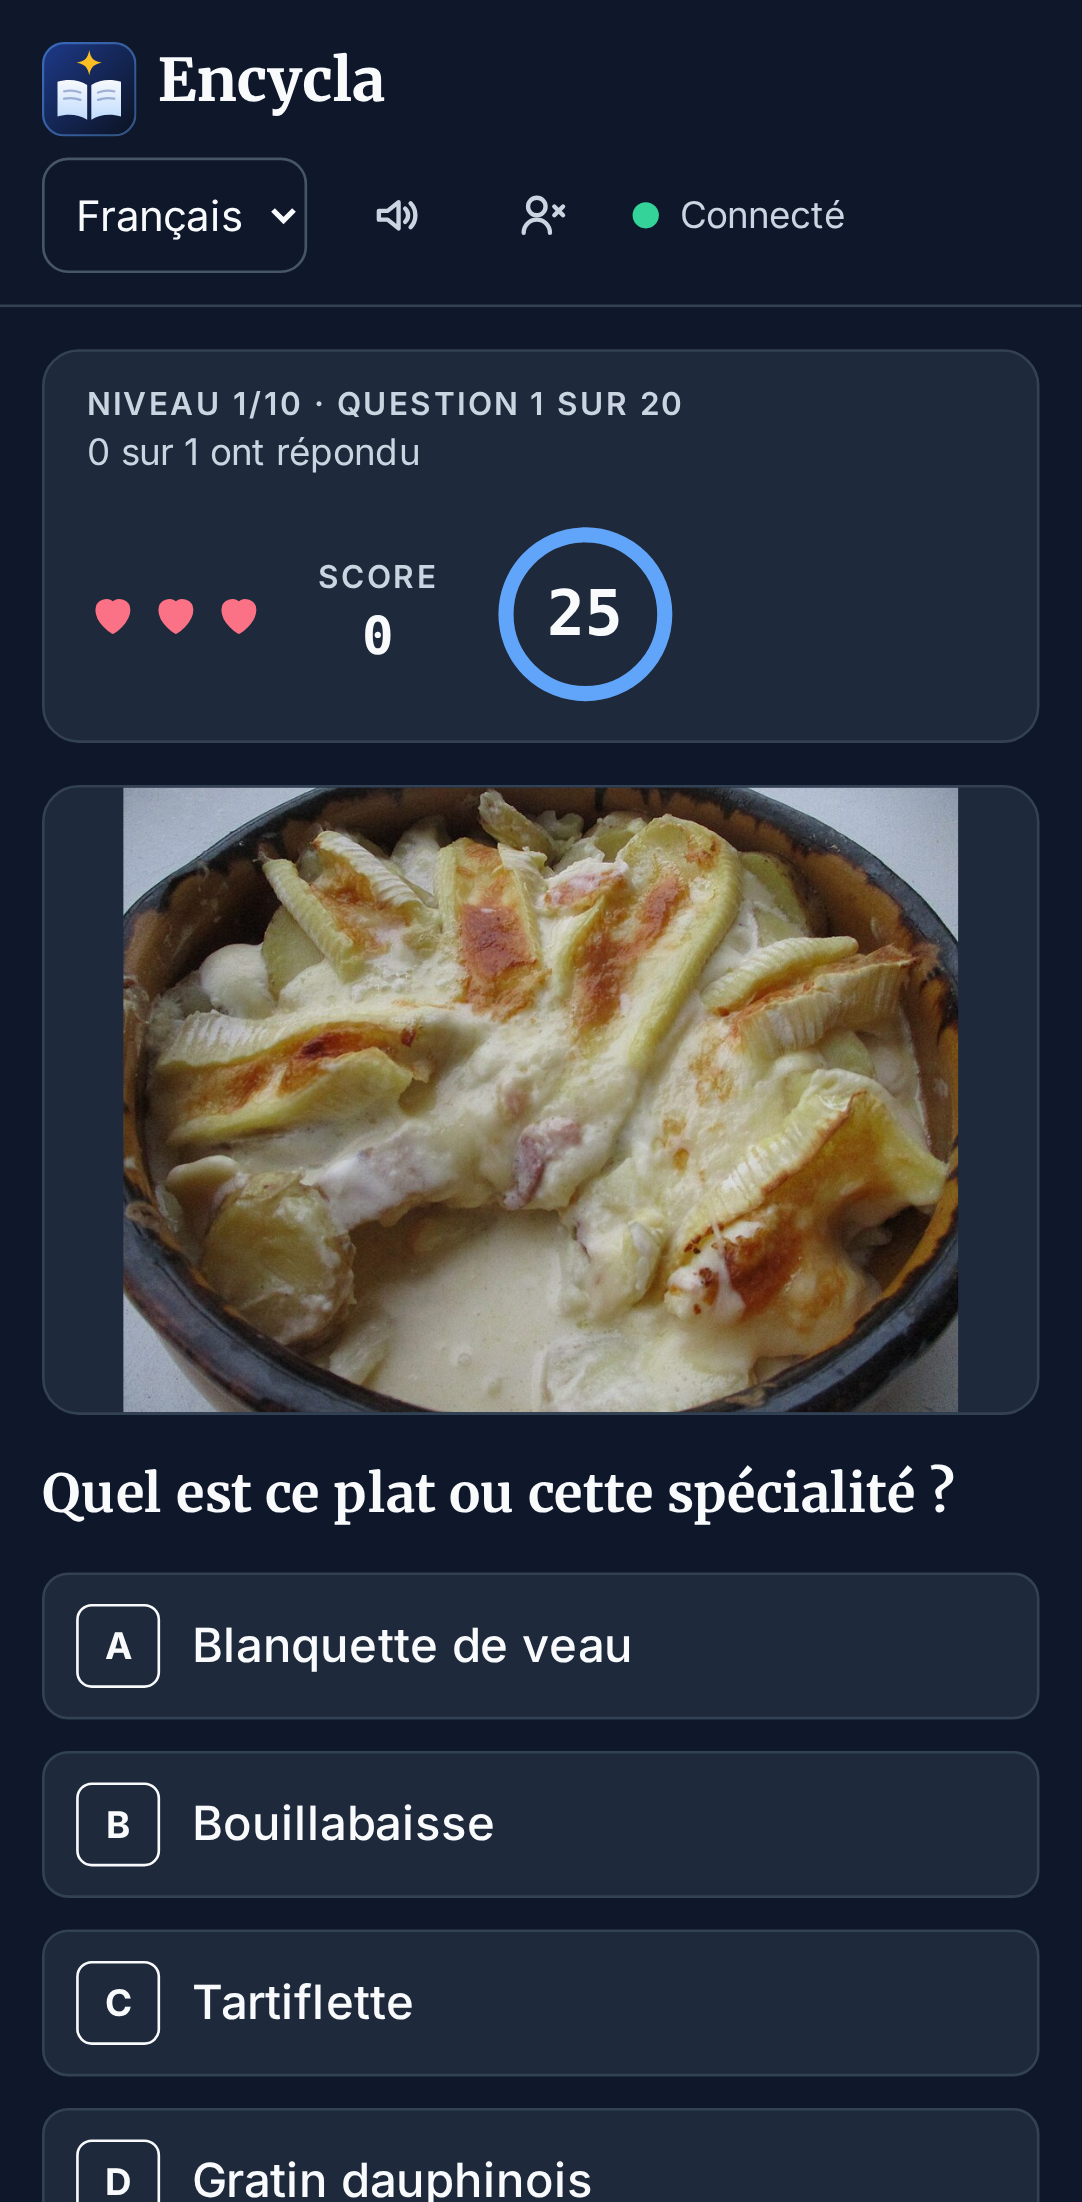 Encycla
Français
Connecté
NIVEAU 1/10 · QUESTION 1 SUR 20
0 sur 1 ont répondu
SCORE
0
25
Quel est ce plat ou cette spécialité ?
A Blanquette de veau
B Bouillabaisse
C Tartiflette
D Gratin dauphinois